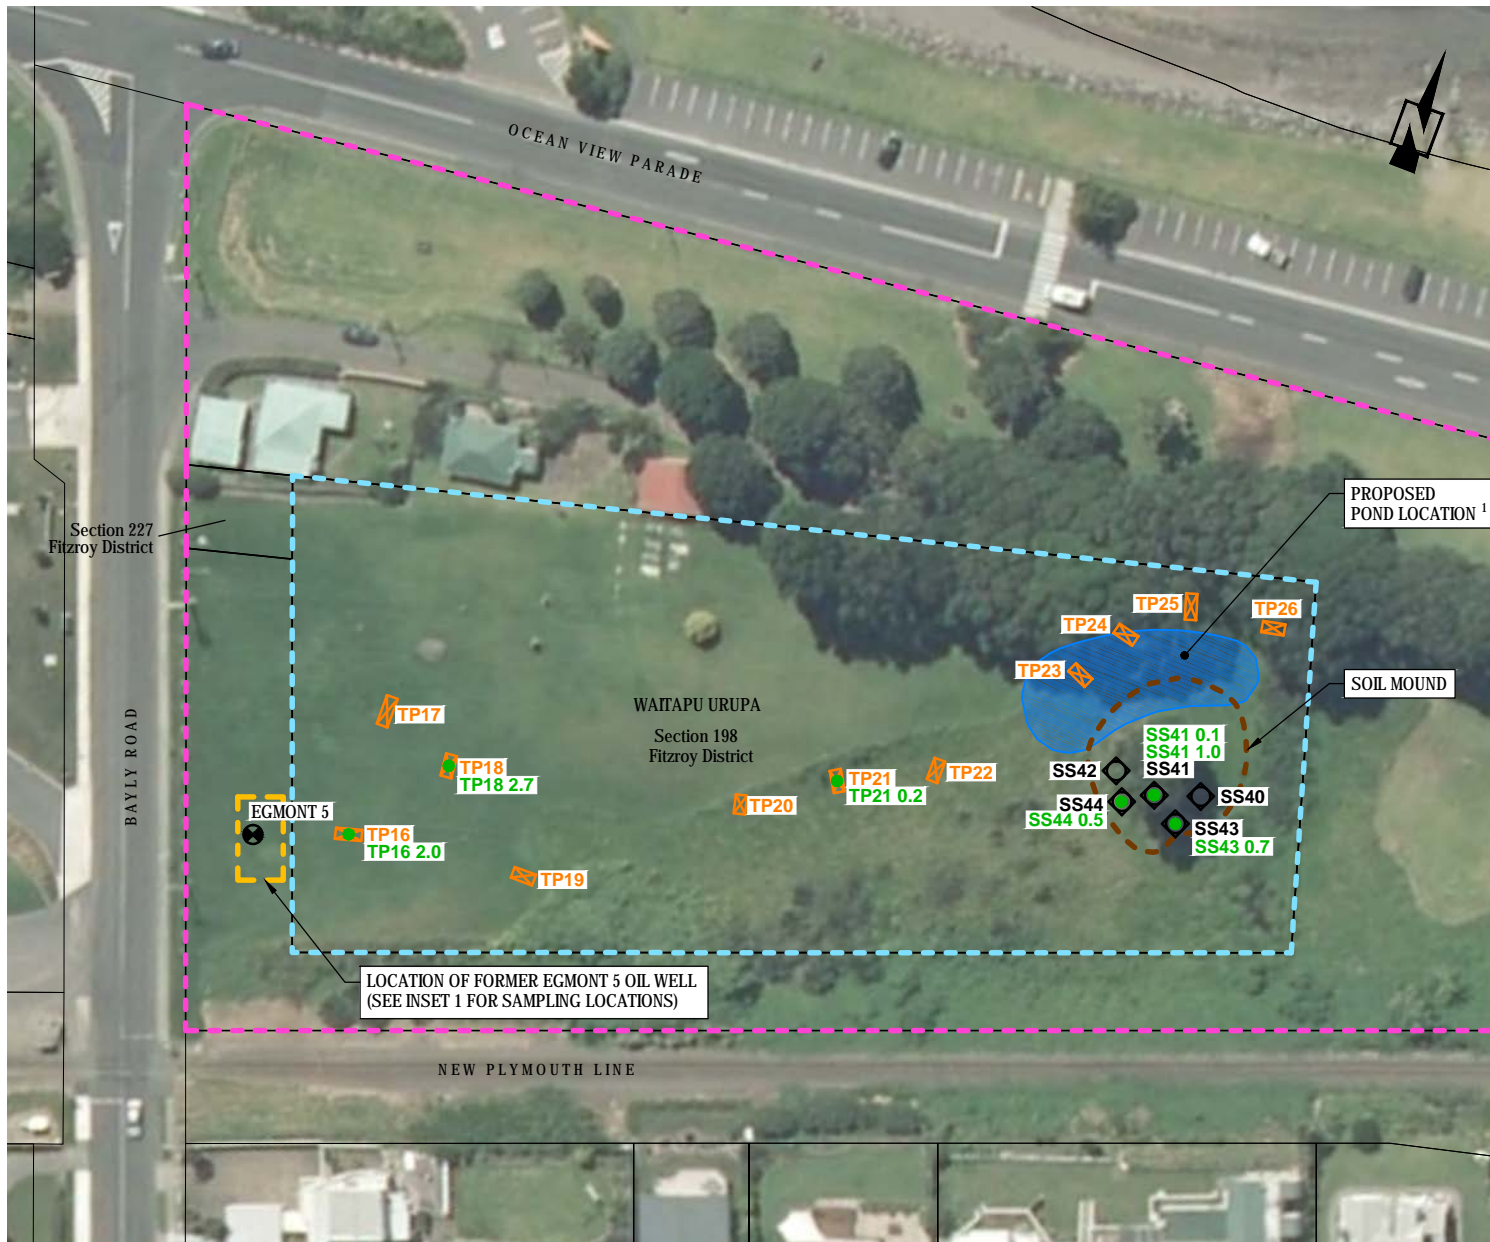 OCEAN VIEW PARADE
N
PROPOSED
POND LOCATION 1
Section 227
Fitzroy District
TP25
TP26
TP24
TP23
SOIL MOUND
WAITAPU URUPA
Section 198
Fitzroy District
TP17
BAYLY ROAD
SS41 0.1
SS41 1.0
SS41
SS42
TP18
TP18 2.7
TP21
TP21 0.2
TP22
TP20
SS44
SS44 0.5
SS40
SS43
SS43 0.7
EGMONT 5
TP16
TP16 2.0
TP19
LOCATION OF FORMER EGMONT 5 OIL WELL
(SEE INSET 1 FOR SAMPLING LOCATIONS)
NEW PLYMOUTH LINE